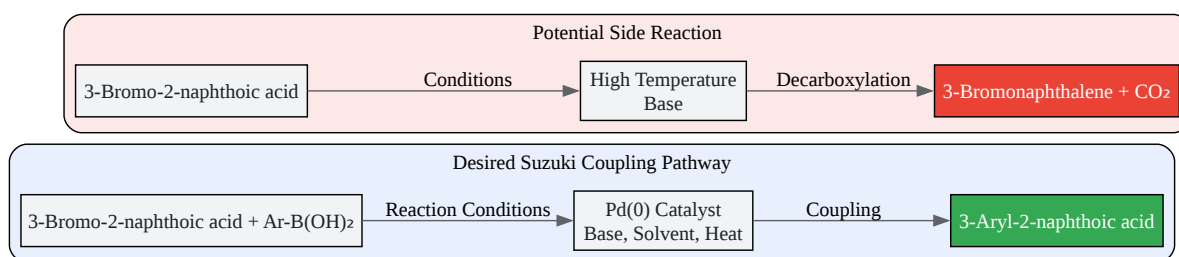 Potential Side Reaction
3-Bromo-2-naphthoic acid
Conditions
High Temperature
Base
Decarboxylation
3-Bromonaphthalene + CO₂
Desired Suzuki Coupling Pathway
3-Bromo-2-naphthoic acid + Ar-B(OH)₂
Reaction Conditions
Pd(0) Catalyst
Base, Solvent, Heat
Coupling
3-Aryl-2-naphthoic acid